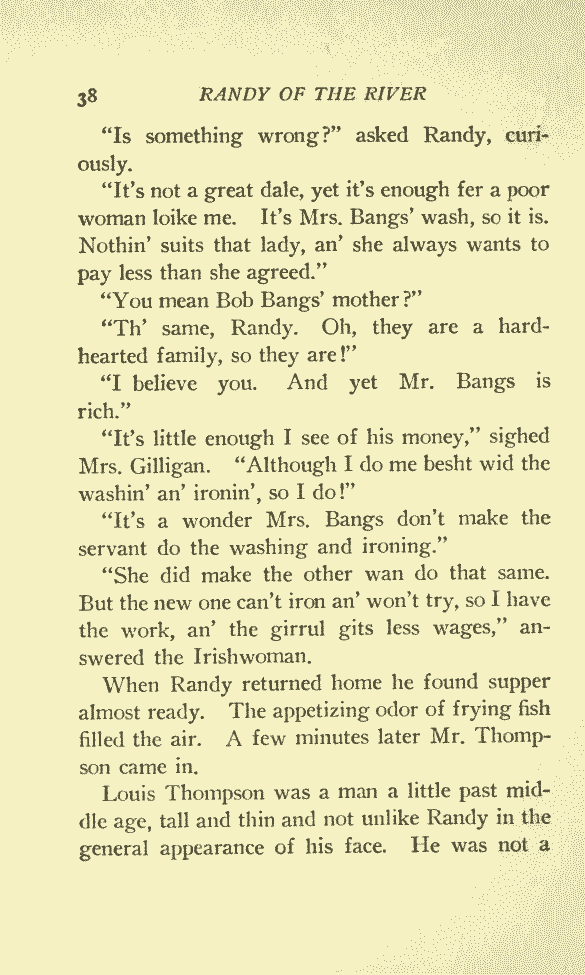 38 RANDY OF THE RIVER
“Is something wrong?” asked Randy, curi-
ously.
“It’s not a great dale, yet it’s enough fer a poor
woman loike me. It’s Mrs. Bangs’ wash, so it is.
Nothin’ suits that lady, an’ she always wants to
pay less than she agreed.”
“You mean Bob Bangs’ mother?”
“Th’ same, Randy. Oh, they are a hard-
hearted family, so they are!”
“I believe you. And yet Mr. Bangs is
rich.”
“It’s little enough I see of his money,” sighed
Mrs. Gilligan. “Although I do me besht wid the
washin’ an’ ironin’, so I do!”
“It’s a wonder Mrs. Bangs don’t make the
servant do the washing and ironing.”
“She did make the other wan do that same.
But the new one can’t iron an’ won’t try, so I have
the work, an’ the girrul gits less wages,” an-
swered the Irishwoman.
When Randy returned home he found supper
almost ready. The appetizing odor of frying fish
filled the air. A few minutes later Mr. Thomp-
son came in.
Louis Thompson was a man a little past mid-
dle age, tall and thin and not unlike Randy in the
general appearance of his face. He was not a